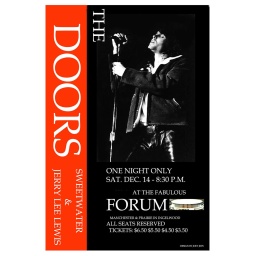 THE
DOORS
SWEETWATER
&
JERRY LEE LEWIS
ONE NIGHT ONLY
SAT. DEC. 14 - 8:30 P.M.
AT THE FABULOUS
FORUM
MANCHESTER & PRAIRIE IN INGLEWOOD
ALL SEATS RESERVED
TICKETS: $6.50 $5.50 $4.50 $3.50